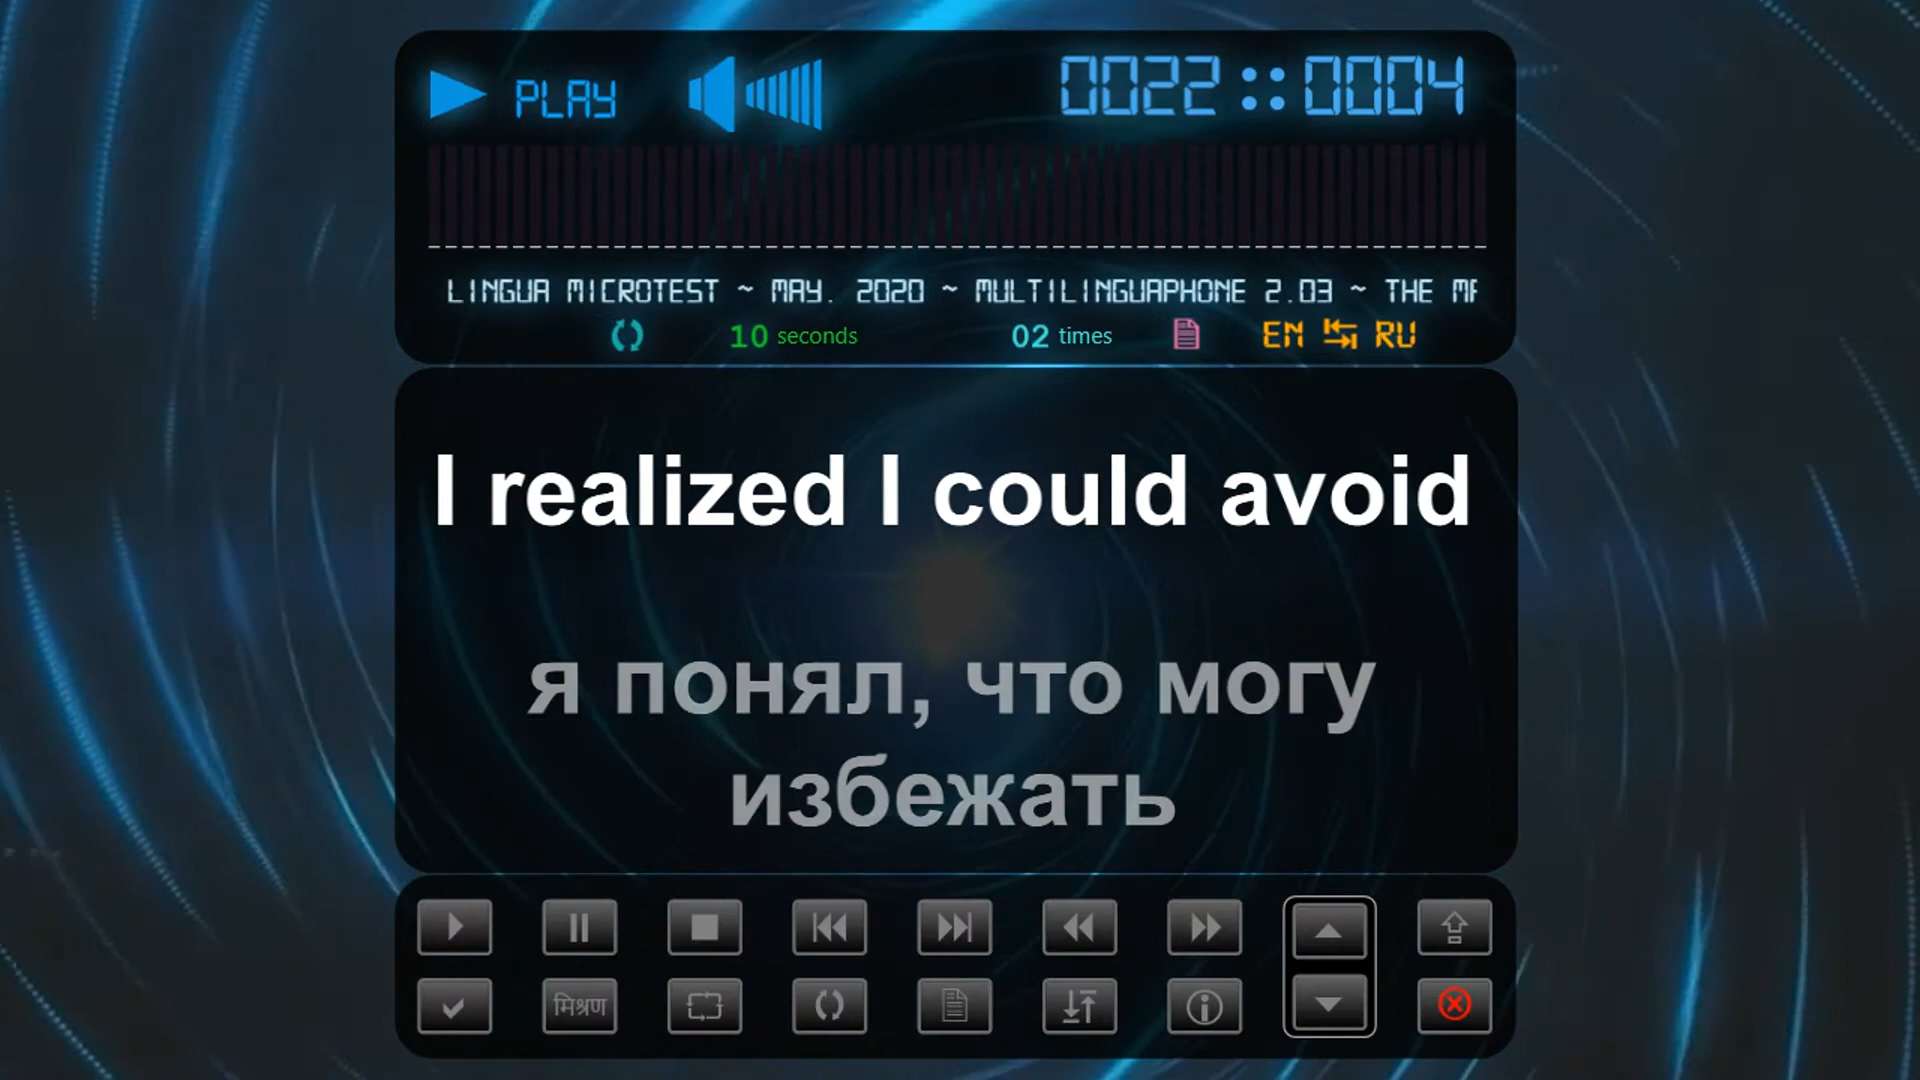 PLAY
0022 :: 0004
LINGUA MICROTEST ~ MAY. 2020 ~ MULTILINGUAPHONE 2.03 ~ THE
10 seconds
02 times
EN RU
I realized I could avoid
я понял, что могу
избежать
मिश्रण